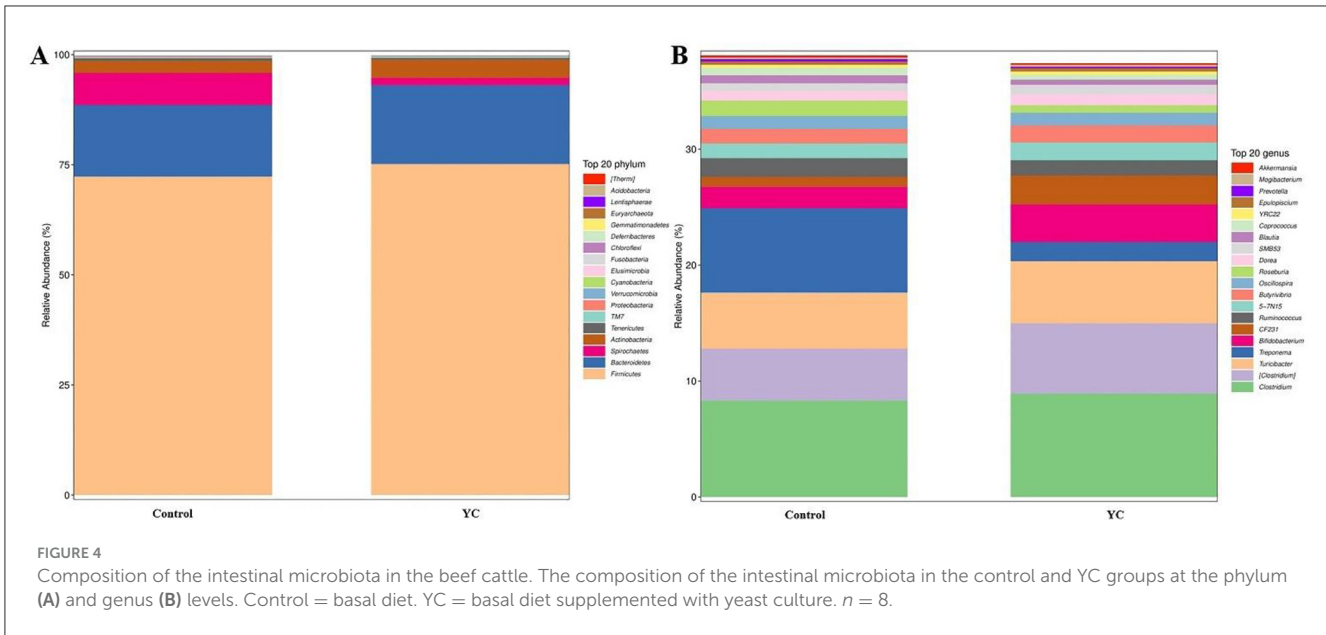 A
100
75
50
25
0
Relative Abundance (%)
Control
YC
Top 20 phylum
[Thermi]
Acidobacteria
Lentisphaerae
Euryarchaeota
Gemmatimonadetes
Deferribacteres
Chloroflexi
Fusobacteria
Elusimicrobia
Cyanobacteria
Verrucomicrobia
Proteobacteria
TM7
Tenericutes
Actinobacteria
Spirochaetes
Bacteroidetes
Firmicutes
B
30
20
10
0
Relative Abundance (%)
Control
YC
Top 20 genus
Akkermansia
Mogibacterium
Prevotella
Epulopiscium
YRC22
Coprococcus
Blautia
SMB53
Dorea
Roseburia
Oscillospira
Butyrivibrio
5-7N15
Ruminococcus
CF231
Bifidobacterium
Treponema
Turicibacter
[Clostridium]
Clostridium
FIGURE 4
Composition of the intestinal microbiota in the beef cattle. The composition of the intestinal microbiota in the control and YC groups at the phylum
(A) and genus (B) levels. Control = basal diet. YC = basal diet supplemented with yeast culture. n = 8.